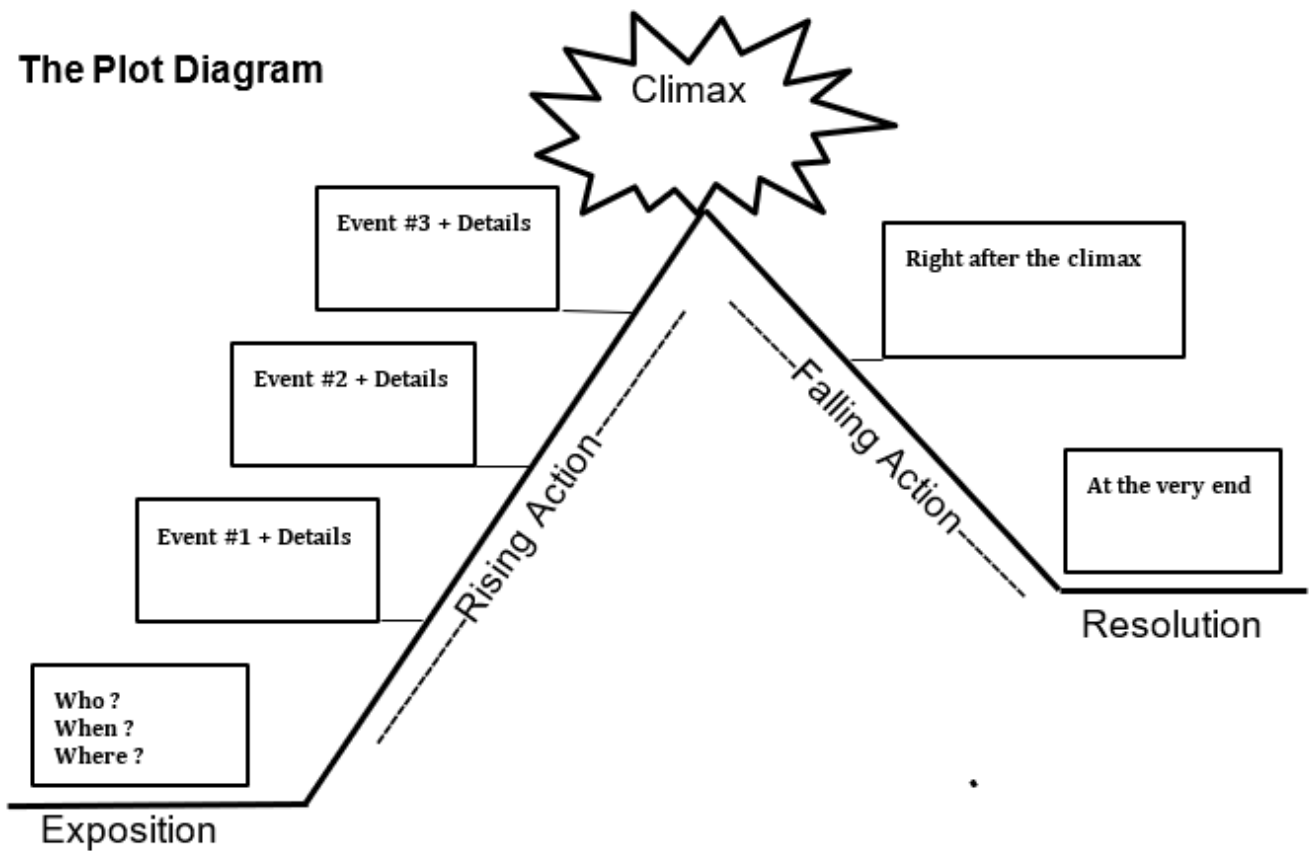 The Plot Diagram
Climax
Event #3 + Details
Right after the climax
Event #2 + Details
Falling Action
At the very end
Event #1 + Details
Rising Action
Resolution
Who ?
When ?
Where ?
Exposition